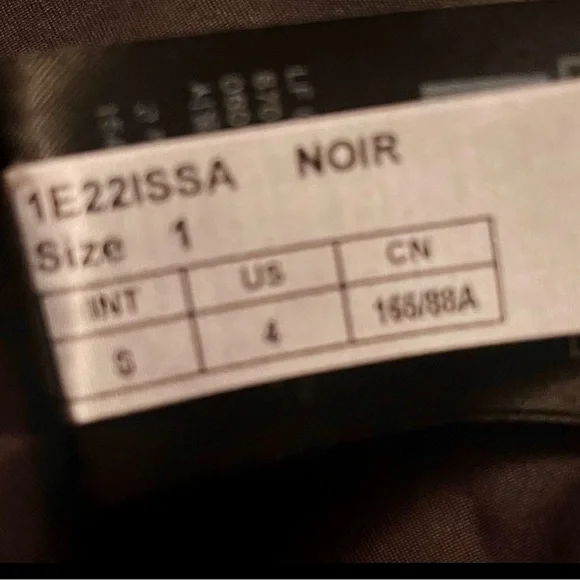 1E22ISSA NOIR
Size 1
INT US CN
S 4 165/88A